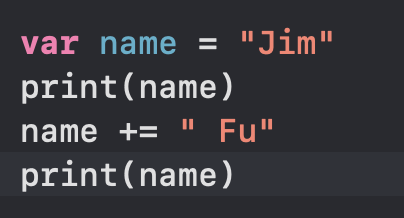 var name = "Jim"
print(name)
name += " Fu"
print(name)